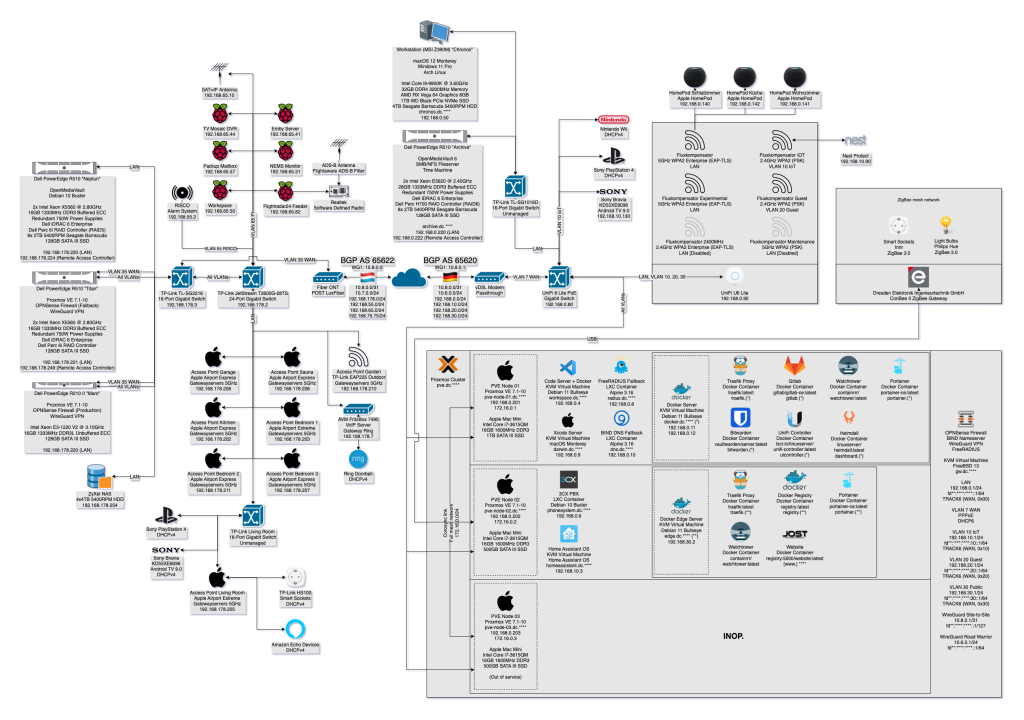 Workstation (MSI Z390M) "Chronos"
macOS 12 Monterey
Windows 11 Pro
Arch Linux
Intel Core i9-9900K @ 3.60GHz
32GB DDR4 3200MHz Memory
AMD RX Vega 64 Graphics 8GB
1TB WD Black PCIe NVMe SSD
4TB Seagate Barracuda 5400RPM HDD
chronos.dc.****
192.168.0.50
SAT>IP Antenna
192.168.65.10
TV Mosaic DVR
192.168.65.44
Emby Server
192.168.65.41
Packup Mailbox
192.168.65.57
NEMS Monitor
192.168.65.31
Workspace
192.168.65.50
Flightradar24 Feeder
192.168.65.82
ADS-B Antenna
Flightaware ADS-B Filter
Realtek
Software Defined Radio
RISCO
Alarm System
192.168.55.2
VLAN 65 PI
VLAN 55 RISCO
Dell PowerEdge R510 "Neptun"
OpenMediaVault
Debian 10 Buster
2x Intel Xeon X5560 @ 2.80GHz
16GB 1333MHz DDR3 Buffered ECC
Redundant 750W Power Supplies
Dell iDRAC 6 Enterprise
Dell Perc 6i RAID Controller (RAID5)
8x 2TB 5400RPM Seagate Barracuda
128GB SATA III SSD
192.168.178.222 (LAN)
192.168.178.224 (Remote Access Controller)
LAN
VLAN 35 WAN
All VLANs
Dell PowerEdge R510 "Titan"
Proxmox VE 7.1-10
OPNSense Firewall (Fallback)
WireGuard VPN
2x Intel Xeon X5560 @ 2.80GHz
16GB 1333MHz DDR3 Buffered ECC
Redundant 750W Power Supplies
Dell iDRAC 6 Enterprise
Dell Perc 6i RAID Controller
128GB SATA III SSD
192.168.178.221 (LAN)
192.168.178.249 (Remote Access Controller)
VLAN 35 WAN
All VLANs
Dell PowerEdge R210 II "Mars"
Proxmox VE 7.1-10
OPNSense Firewall (Production)
WireGuard VPN
Intel Xeon E3-1220 V2 @ 3.10GHz
16GB 1333MHz DDR3 Unbuffered ECC
128GB SATA III SSD
192.168.178.220 (LAN)
ZyXel NAS
4x4TB 5400RPM HDD
192.168.178.254
LAN
TP-Link TL-SG2216
16-Port Gigabit Switch
192.168.178.3
All VLANs
TP-Link JetStream T2600G-28TS
24-Port Gigabit Switch
192.168.178.2
LAN
VLAN 35 WAN
Fiber ONT
POST LuxFiber
BGP AS 65622
WG1: 10.8.0.0
10.8.0.0/31
10.7.0.0/24
192.168.178.0/24
192.168.55.0/24
192.168.65.0/24
192.168.75.75/24
BGP AS 65620
WG1: 10.8.0.1
10.8.0.0/31
10.6.0.0/24
192.168.0.0/24
192.168.10.0/24
192.168.20.0/24
192.168.30.0/24
vDSL Modem
Passthrough
VLAN 7 WAN
UniFi 8 Lite PoE
Gigabit Switch
192.168.0.80
LAN
VLAN 10 IoT
All VLANs
LAN, VLAN 10, 20, 30
USB
Dell PowerEdge R510 "Archive"
OpenMediaVault 6
SMB/NFS Fileserver
Time Machine
2x Intel Xeon E5620 @ 2.40GHz
28GB 1333MHz DDR3 Buffered ECC
Redundant 750W Power Supplies
Dell iDRAC 6 Enterprise
Dell Perc H700 RAID Controller (RAID6)
8x 2TB 5400RPM Seagate Barracuda
128GB SATA III SSD
archive.dc.****
192.168.0.220 (LAN)
192.168.0.222 (Remote Access Controller)
TP-Link TL-SG1016D
16-Port Gigabit Switch
Unmanaged
Nintendo
Nintendo Wii
DHCPv4
Sony PlayStation 4
DHCPv4
SONY
Sony Bravia
KD55XE8096
Android TV 9.0
192.168.10.130
HomePod Schlafzimmer
Apple HomePod
192.168.0.140
HomePod Küche
Apple HomePod
192.168.0.142
HomePod Wohnzimmer
Apple HomePod
192.168.0.141
Fluxkompensator
5GHz WPA2 Enterprise (EAP-TLS)
LAN
Fluxkompensator IOT
2.4GHz WPA2 (PSK)
VLAN 10 IoT
Fluxkompensator Experimental
5GHz WPA3 Enterprise (EAP-TLS)
LAN
Fluxkompensator Guest
2.4GHz WPA2 (PSK)
VLAN 20 Guest
Fluxkompensator 2400MHz
2.4GHz WPA2 Enterprise (EAP-TLS)
LAN (Disabled)
Fluxkompensator Maintenance
5GHz WPA2 (PSK)
LAN (Disabled)
UniFi U6 Lite
192.168.0.90
nest
Nest Protect
192.168.10.60
ZigBee mesh network
Smart Sockets
Innr
ZigBee 3.0
Light Bulbs
Philips Hue
ZigBee 3.0
Dresden Elektronik Ingenieurtechnik GmbH
ConBee II ZigBee Gateway
Access Point Garage
Apple Airport Express
Gatewayservers 5GHz
192.168.178.208
Access Point Sauna
Apple Airport Express
Gatewayservers 5GHz
192.168.178.206
Access Point Garden
TP-Link EAP225 Outdoor
Gatewayservers 5GHz
192.168.178.210
Access Point Kitchen
Apple Airport Express
Gatewayservers 5GHz
192.168.178.202
Access Point Bedroom 1
Apple Airport Express
Gatewayservers 5GHz
192.168.178.203
AVM Fritzbox 7490
VoIP Server
Gateway Ring
192.168.178.7
Access Point Bedroom 2
Apple Airport Express
Gatewayservers 5GHz
192.168.178.211
Access Point Bedroom 3
Apple Airport Express
Gatewayservers 5GHz
192.168.178.207
ring
Ring Doorbell
DHCPv4
Sony PlayStation 4
DHCPv4
TP-Link Living Room
16-Port Gigabit Switch
Unmanaged
SONY
Sony Bravia
KD55XE8096
Android TV 9.0
DHCPv4
Access Point Living Room
Apple Airport Extreme
Gatewayservers 5GHz
192.168.178.205
TP-Link HS100
Smart Sockets
DHCPv4
Amazon Echo Devices
DHCPv4
Proxmox Cluster
pve.dc.****
Corosync link
Full mesh network
172.16.0.0/24
PVE Node 01
Proxmox VE 7.1-10
pve-node-01.dc.****
192.168.0.201
172.16.0.1
Apple Mac Mini
Intel Core i7-3615QM
16GB 1600MHz DDR3
1TB SATA III SSD
Code Server + Docker
KVM Virtual Machine
Debian 11 Bullseye
workspace.de.****
192.168.0.4
FreeRADIUS Fallback
LXC Container
Alpine 3.16
radius.dc.****
192.168.0.8
Xcode Server
KVM Virtual Machine
macOS Monterey
darwin.dc.****
192.168.0.9
BIND DNS Fallback
LXC Container
Alpine 3.16
dns.dc.****
192.168.0.10
docker
Docker Server
KVM Virtual Machine
Debian 11 Bullseye
docker.dc.**** (*)
192.168.0.11
192.168.0.12
Traefik Proxy
Docker Container
traefik:latest
traefik.(*)
Gitlab
Docker Container
gitlab/gitlab-ce:latest
gitlab.(*)
Watchtower
Docker Container
containrrr/
watchtower:latest
Portainer
Docker Container
portainer-ce:latest
portainer.(*)
Bitwarden
Docker Container
vaultwarden/server:latest
bitwarden.(*)
UniFi Controller
Docker Container
lscr.io/linuxserver/
unifi-controller:latest
ucontroller.(*)
Heimdall
Docker Container
linuxserver/
heimdall:latest
dashboard.(*)
PVE Node 02
Proxmox VE 7.1-10
pve-node-02.dc.****
192.168.0.202
172.16.0.2
Apple Mac Mini
Intel Core i7-3615QM
16GB 1600MHz DDR3
500GB SATA III SSD
3CX
3CX PBX
LXC Container
Debian 10 Buster
phonesystem.dc.****
192.168.0.6
Home Assistant OS
KVM Virtual Machine
Home Assistant OS
homeassistant.dc.****
192.168.10.3
docker
Docker Edge Server
KVM Virtual Machine
Debian 11 Bullseye
edge.dc.**** (**)
192.168.30.2
Traefik Proxy
Docker Container
traefik:latest
traefik.(**)
docker
Docker Registry
Docker Container
registry:latest
registry.(**)
Portainer
Docker Container
portainer-ce:latest
portainer.(**)
Watchtower
Docker Container
containrrr/
watchtower:latest
JOST
Website
Docker Container
registry:5000/website:latest
[www.].****
PVE Node 03
Proxmox VE 7.1-10
pve-node-03.dc.****
192.168.0.203
172.16.0.3
Apple Mac Mini
Intel Core i7-3615QM
16GB 1600MHz DDR3
500GB SATA III SSD
(Out of service)
INOP.
OPNSense Firewall
BIND Nameserver
WireGuard VPN
FreeRADIUS
KVM Virtual Machine
FreeBSD 13
gw.dc.****
LAN
192.168.0.1/24
fd**:****:****::1/64
TRACK6 (WAN, 0x00)
VLAN 7 WAN
PPPoE
DHCP6
VLAN 10 IoT
192.168.10.1/24
fd**:****:****:10::1/64
TRACK6 (WAN, 0x10)
VLAN 20 Guest
192.168.20.1/24
fd**:****:****:20::1/64
TRACK6 (WAN, 0x20)
VLAN 30 Public
192.168.30.1/24
fd**:****:****:30::1/64
TRACK6 (WAN, 0x30)
WireGuard Site-to-Site
10.8.0.1/31
fd**:****:****::1/127
WireGuard Road Warrior
10.6.0.1/24
fd**:****:****::1/64